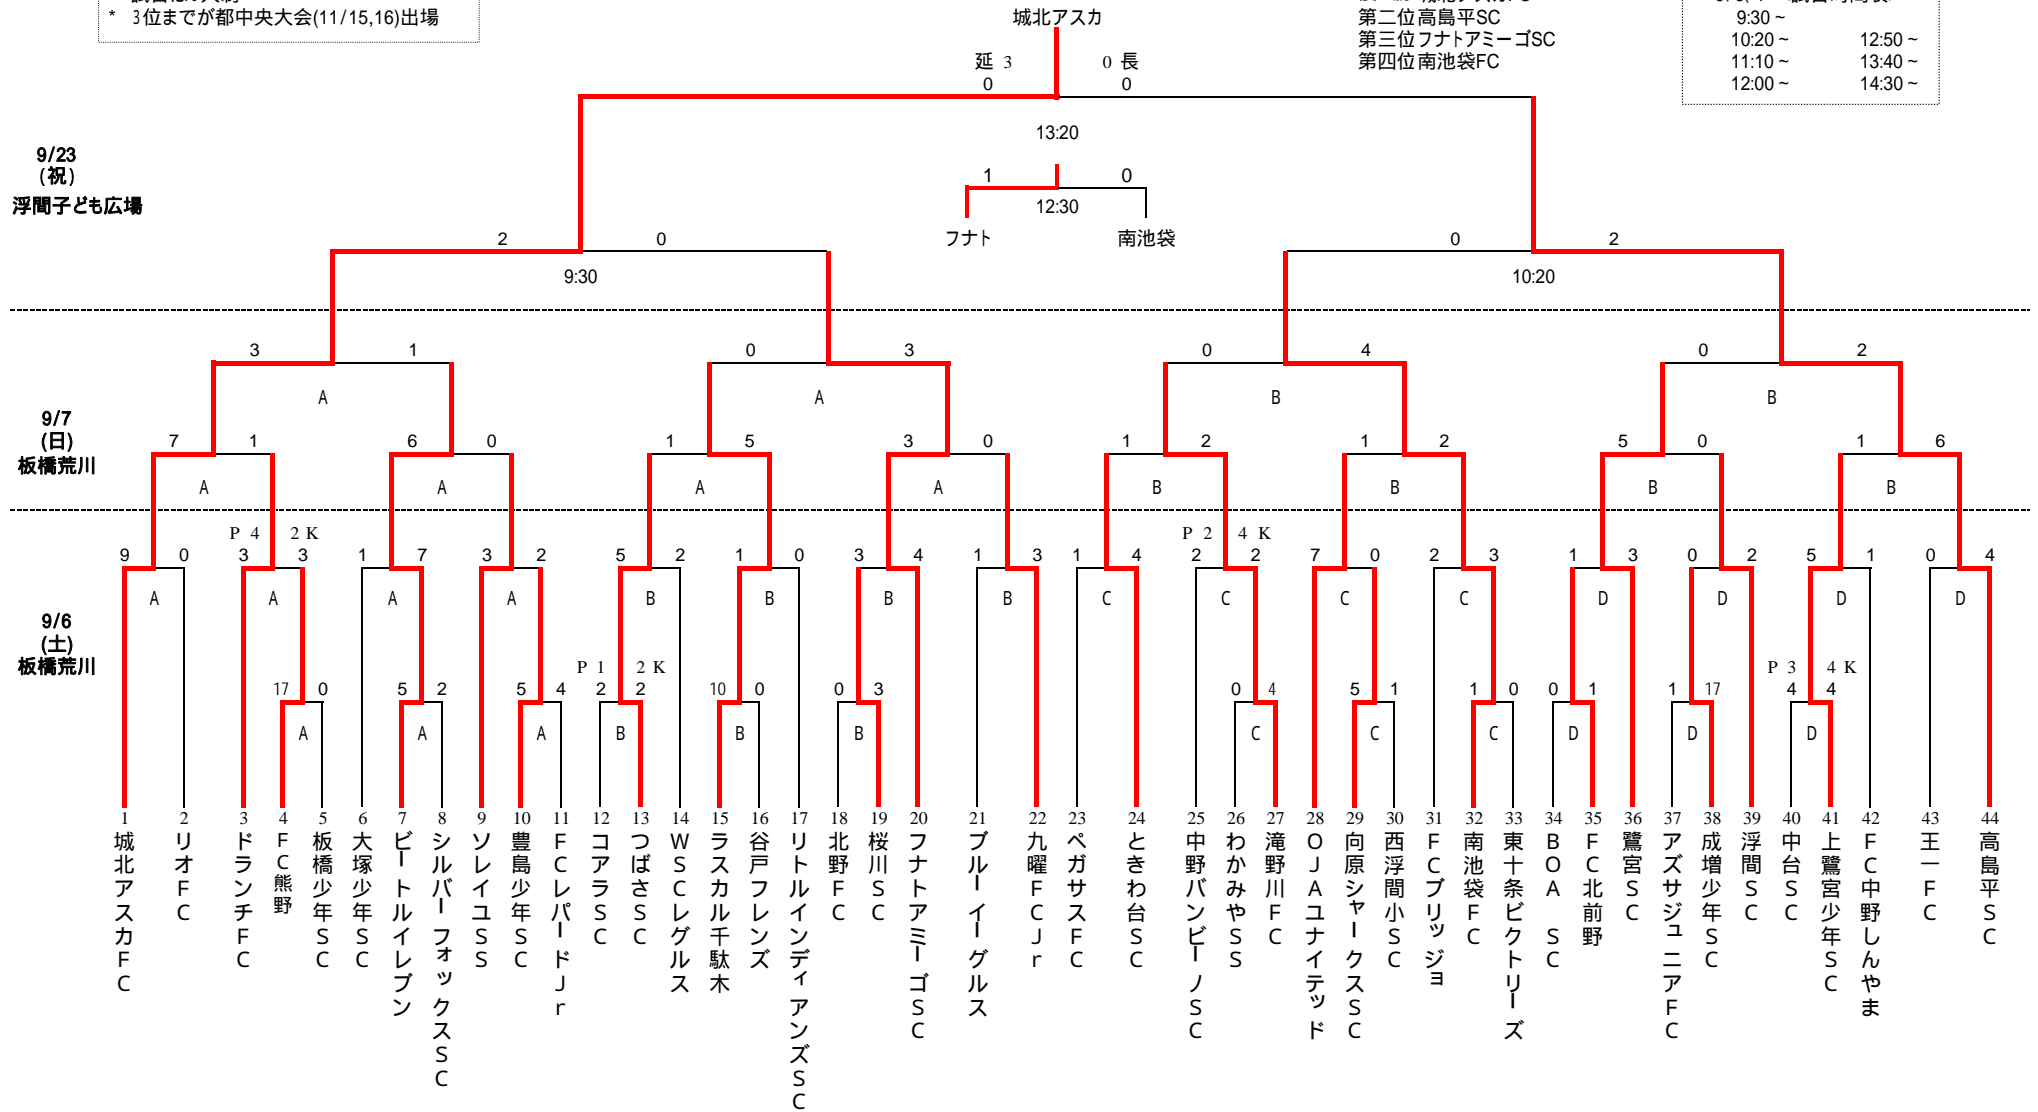 * 3位までが都中央大会(11/15,16)出場
城北アスカ
第二位高島平SC
第三位フナトアミーゴSC
第四位南池袋FC
9:30 ~
10:20 ~ 12:50 ~
11:10 ~ 13:40 ~
12:00 ~ 14:30 ~
延 3 0 長
0 0
13:20
9/23
(祝)
浮間子ども広場
1 0
12:30
フナト 南池袋
2 0 0 2
9:30 10:20
3 1 0 3 0 4 0 2
A A B B
9/7
(日)
板橋荒川
7 1 6 0 1 5 3 0 1 2 1 2 5 0 1 6
A A A A B B B B
P 4 2 K P 2 4 K
9 0 3 3 1 7 3 2 5 2 1 0 3 4 1 3 1 4 2 2 7 0 2 3 1 3 0 2 5 1 0 4
A A A A B B B B C C C C D D D D
9/6
(土)
板橋荒川
P 1 2 K P 3 4 K
17 0 5 2 5 4 2 2 10 0 0 3 0 4 5 1 1 0 0 1 1 17 4 4
A A A B B B C C C D D D
1 城北アスカFC
2 リオFC
3 ドランチFC
4 FC熊野
5 板橋少年SC
6 大塚少年SC
7 ビートルイレブン
8 シルバーフォックスSC
9 ソレイユSS
10 豊島少年SC
11 FCレパードJr
12 コアラSC
13 つばさSC
14 WSCレグルス
15 ラスカル千駄木
16 谷戸フレンズ
17 リトルインディアンズSC
18 北野FC
19 桜川SC
20 フナトアミーゴSC
21 ブルーイーグルス
22 九曜FCJr
23 ペガサスFC
24 ときわ台SC
25 中野バンビーノSC
26 わかみやSS
27 滝野川FC
28 OJAユナイテッド
29 向原シャークスSC
30 西浮間小SC
31 FCブリッジョ
32 南池袋FC
33 東十条ビクトリーズ
34 BOA SC
35 FC北前野
36 鷺宮SC
37 アズサジュニアFC
38 成増少年SC
39 浮間SC
40 中台SC
41 上鷺宮少年SC
42 FC中野しんやま
43 王一FC
44 高島平SC